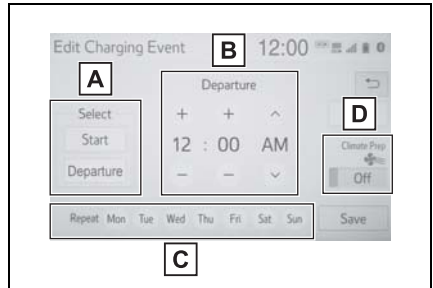 Edit Charging Event
B
12:00
A
Departure
Select
Start
Departure
+ +
12 : 00 AM
− −
D
Climate Prep
Off
Repeat Mon Tue Wed Thu Fri Sat Sun
Save
C